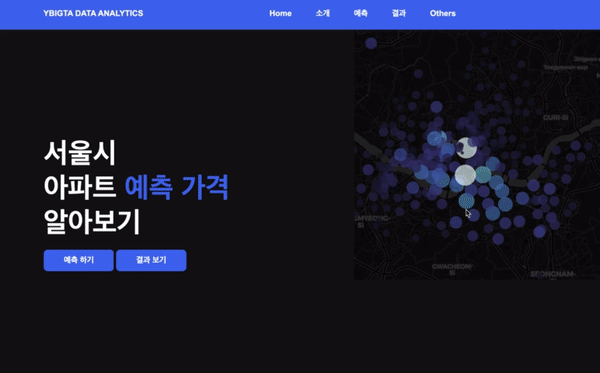 YBIGTA DATA ANALYTICS
Home 소개 예측 결과 Others
서울시
아파트 예측 가격
알아보기
예측 하기 결과 보기
GURI-SI
GWACHEON-
SI
SEONGNAM-
SI